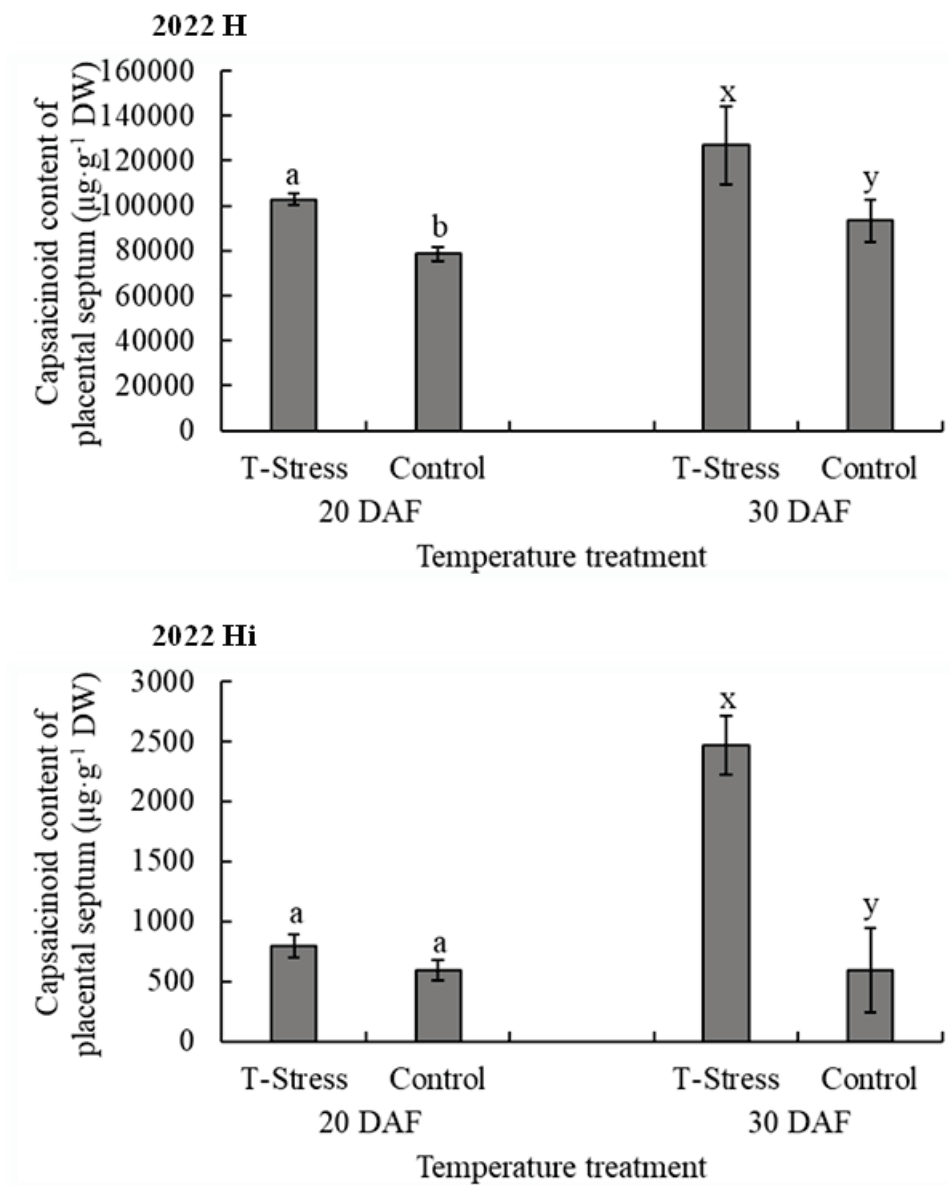 2022 H
Capsaicinoid content of
placental septum (µg·g⁻¹ DW)
160000
140000
120000
100000
80000
60000
40000
20000
0
a
b
x
y
T-Stress Control T-Stress Control
20 DAF 30 DAF
Temperature treatment
2022 Hi
Capsaicinoid content of
placental septum (µg·g⁻¹ DW)
3000
2500
2000
1500
1000
500
0
a
a
x
y
T-Stress Control T-Stress Control
20 DAF 30 DAF
Temperature treatment